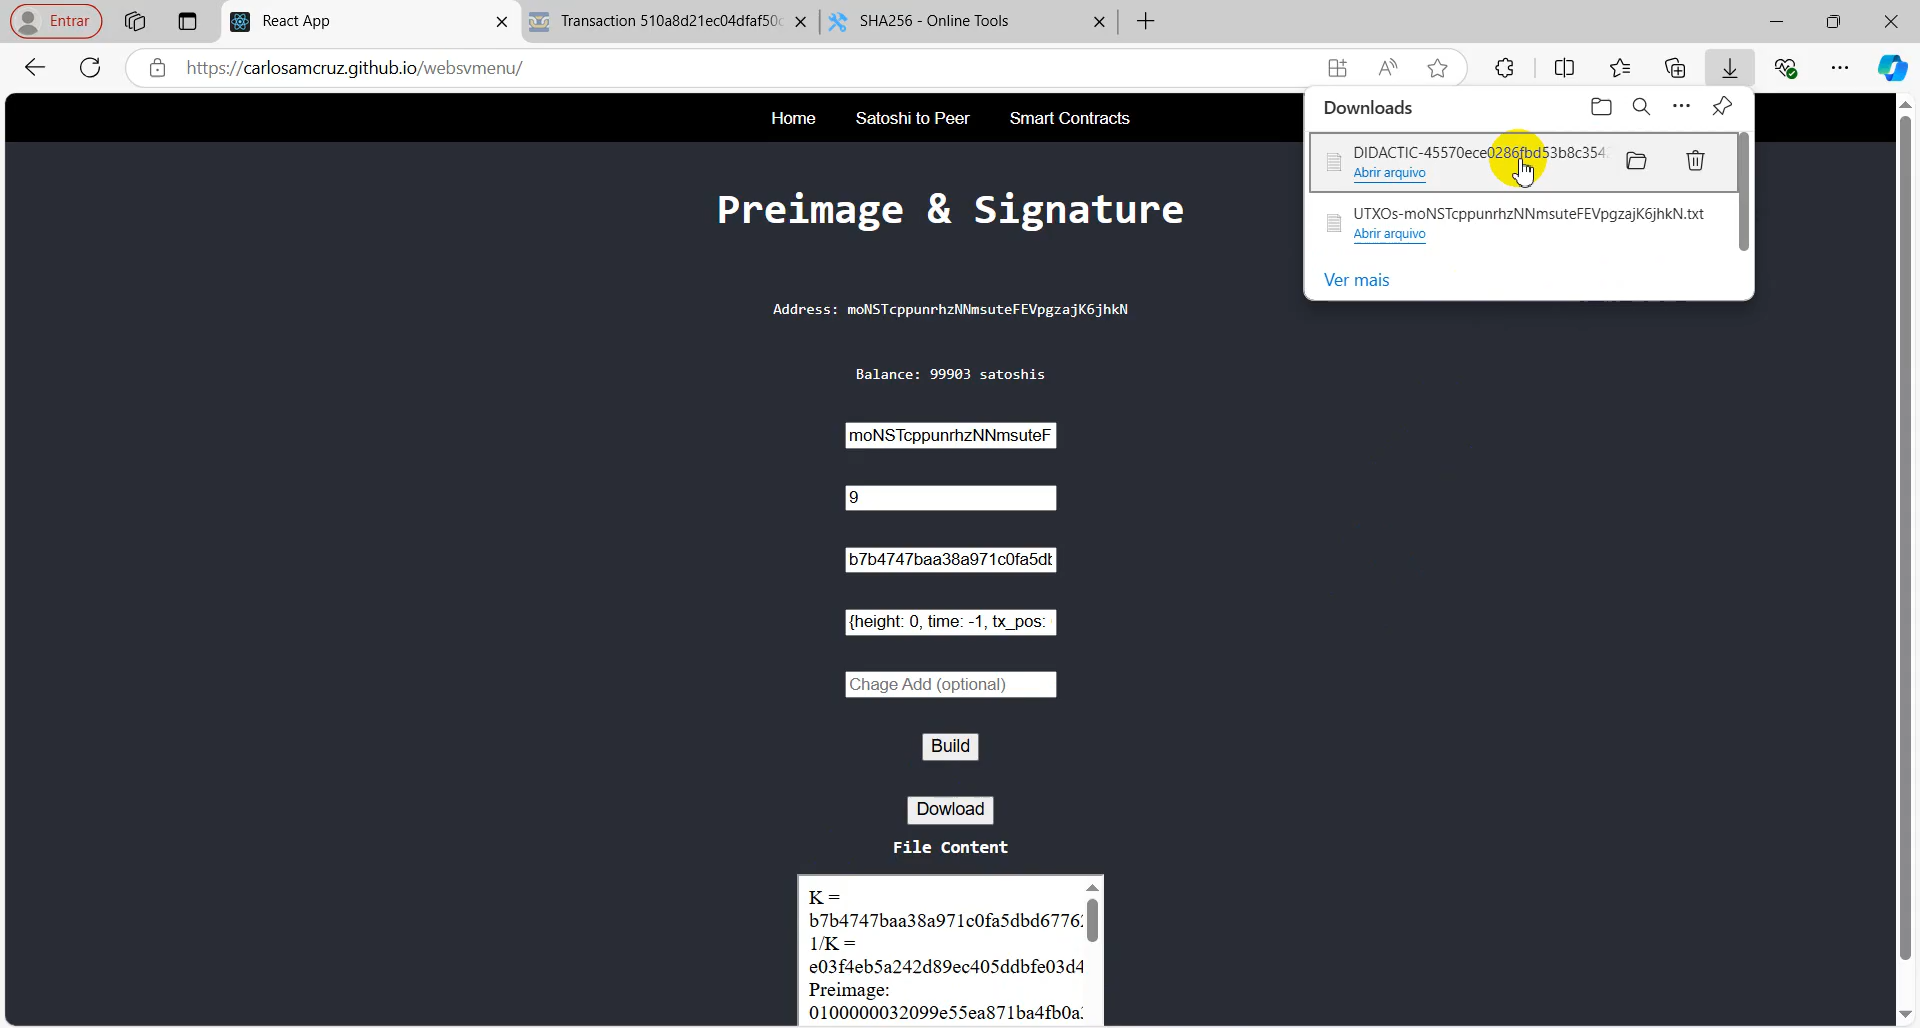 Entrar
React App
Transaction 510a8d21ec04dfaf50
SHA256 - Online Tools
https://carlosamcruz.github.io/websvmenu/
Home
Satoshi to Peer
Smart Contracts
Downloads
DIDACTIC-45570ece0286fbd53b8c354
Abrir arquivo
UTXOs-moNSTcppunrhzNNmsuteFEVpgzajK6jhkN.txt
Abrir arquivo
Ver mais
Preimage & Signature
Address: moNSTcppunrhzNNmsuteFEVpgzajK6jhkN
Balance: 99903 satoshis
moNSTcppunrhzNNmsuteF
9
b7b4747baa38a971c0fa5db
{height: 0, time: -1, tx_pos:
Chage Add (optional)
Build
Dowload
File Content
K =
b7b4747baa38a971c0fa5dbd6776
1/K =
e03f4eb5a242d89ec405ddbfe03d4
Preimage:
0100000032099e55ea871ba4fb0a